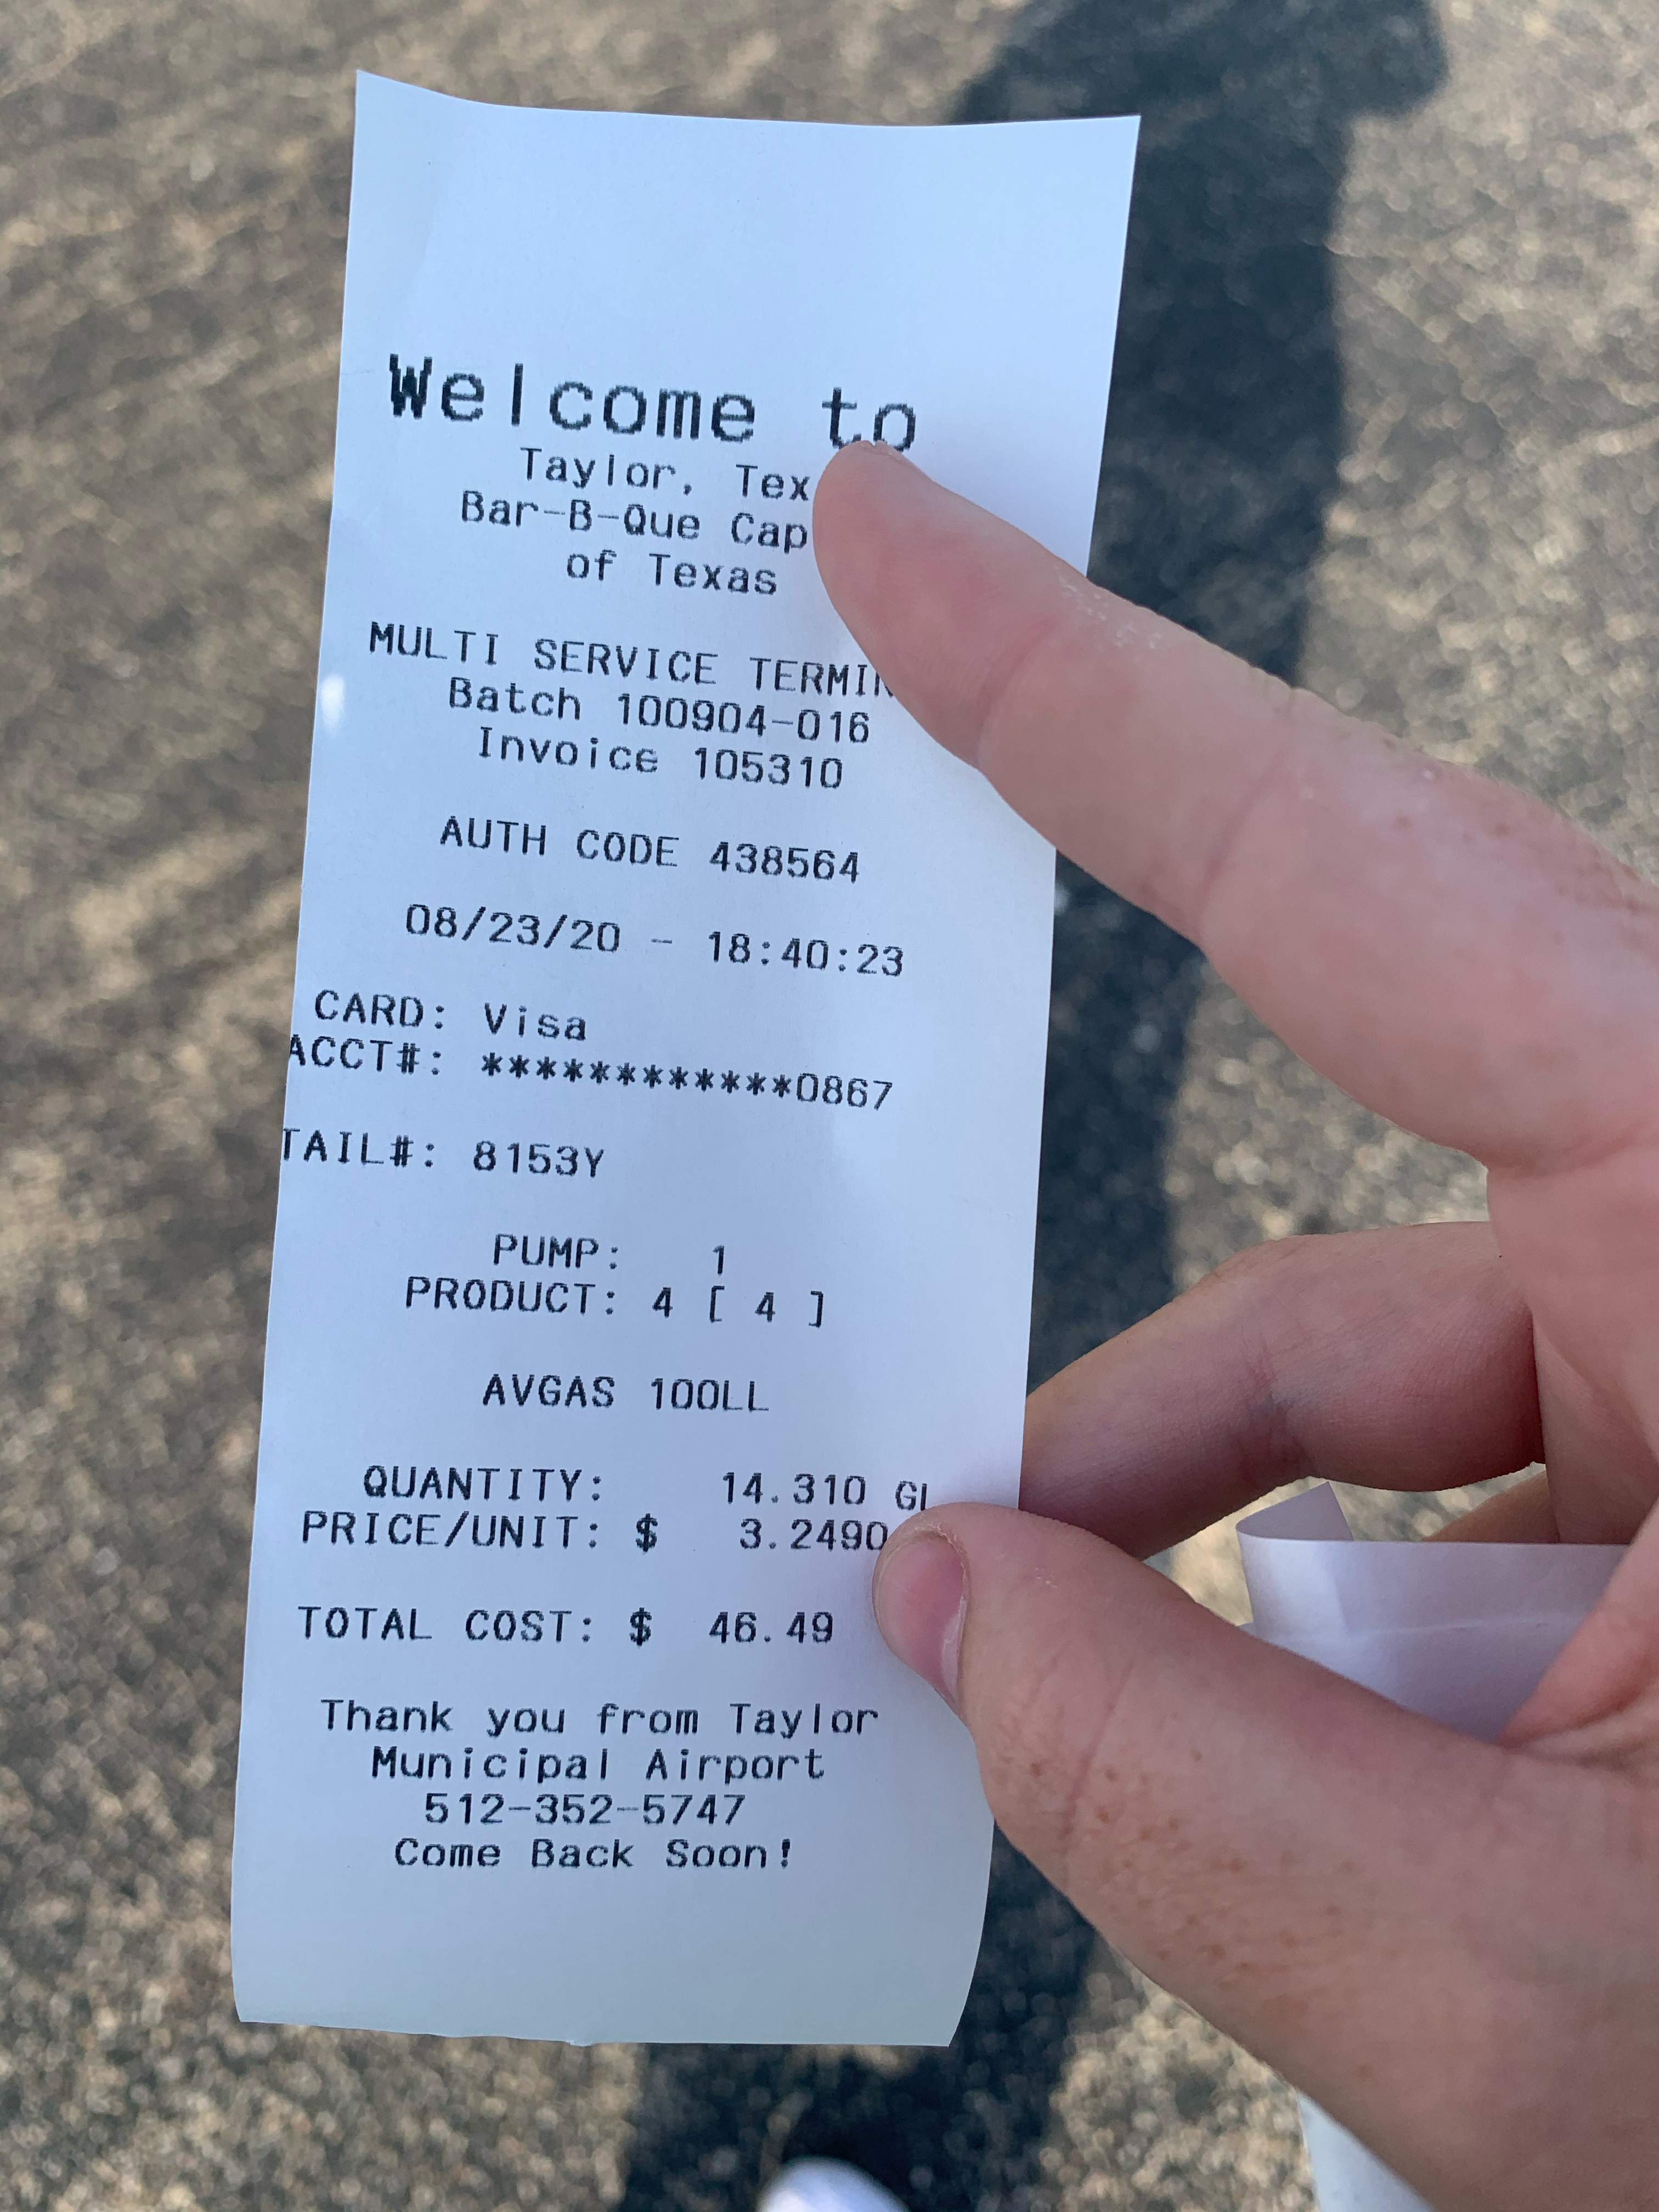 Welcome to
Taylor, Tex
Bar-B-Que Cap
of Texas
MULTI SERVICE TERMIN
Batch 100904-016
Invoice 105310
AUTH CODE 438564
08/23/20 - 18:40:23
CARD: Visa
ACCT#: ************0867
TAIL#: 8153Y
PUMP: 1
PRODUCT: 4 [ 4 ]
AVGAS 100LL
QUANTITY: 14.310 GL
PRICE/UNIT: $ 3.2490
TOTAL COST: $ 46.49
Thank you from Taylor
Municipal Airport
512-352-5747
Come Back Soon!